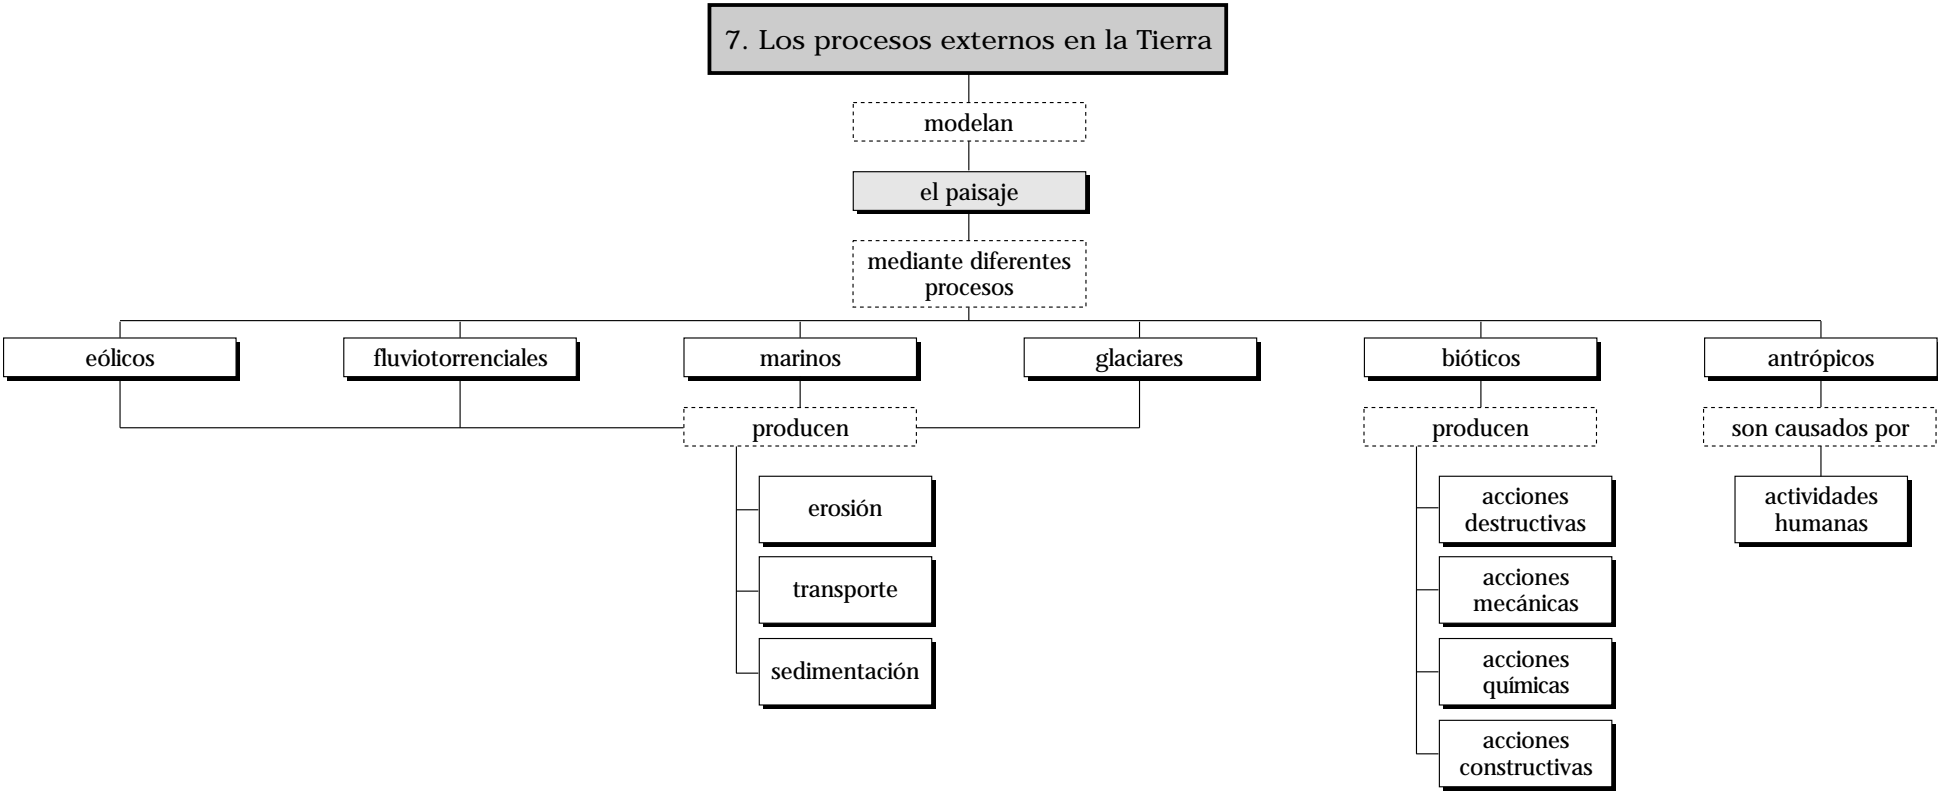 7. Los procesos externos en la Tierra
modelan
el paisaje
mediante diferentes
procesos
eólicos
fluviotorrenciales
marinos
glaciares
bióticos
antrópicos
producen
producen
son causados por
erosión
transporte
sedimentación
acciones
destructivas
acciones
mecánicas
acciones
químicas
acciones
constructivas
actividades
humanas